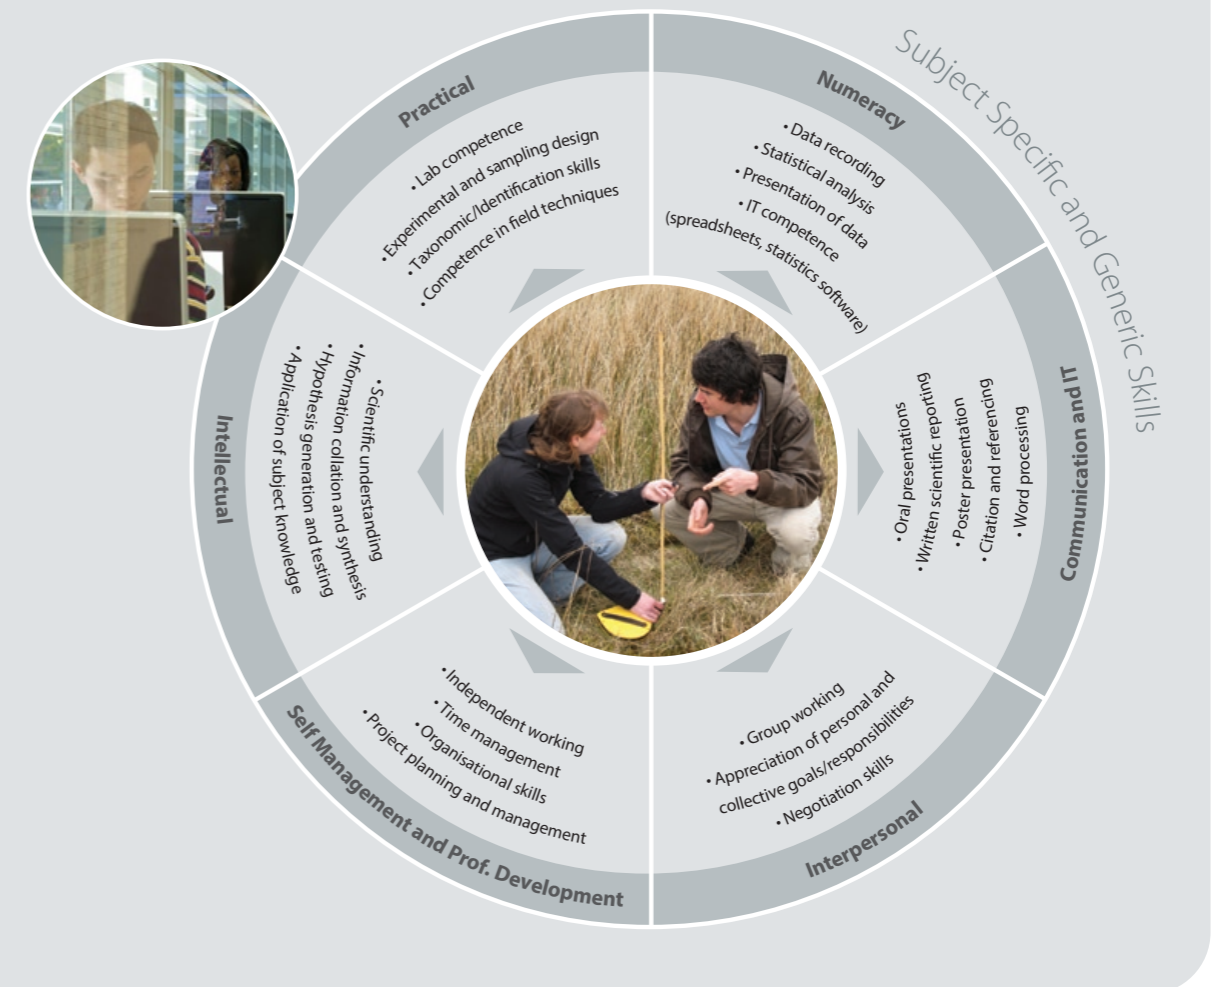 Subject Specific and Generic Skills
Practical
• Lab competence
• Experimental and sampling design
• Taxonomic/Identification skills
• Competence in field techniques
Numeracy
• Data recording
• Statistical analysis
• Presentation of data
• IT competence
(spreadsheets, statistics software)
Communication and IT
• Oral presentations
• Written scientific reporting
• Poster presentation
• Citation and referencing
• Word processing
Interpersonal
• Group working
• Appreciation of personal and
collective goals/responsibilities
• Negotiation skills
Self Management and Prof. Development
• Independent working
• Time management
• Organisational skills
• Project planning and management
Intellectual
• Scientific understanding
• Information collation and synthesis
• Hypothesis generation and testing
• Application of subject knowledge